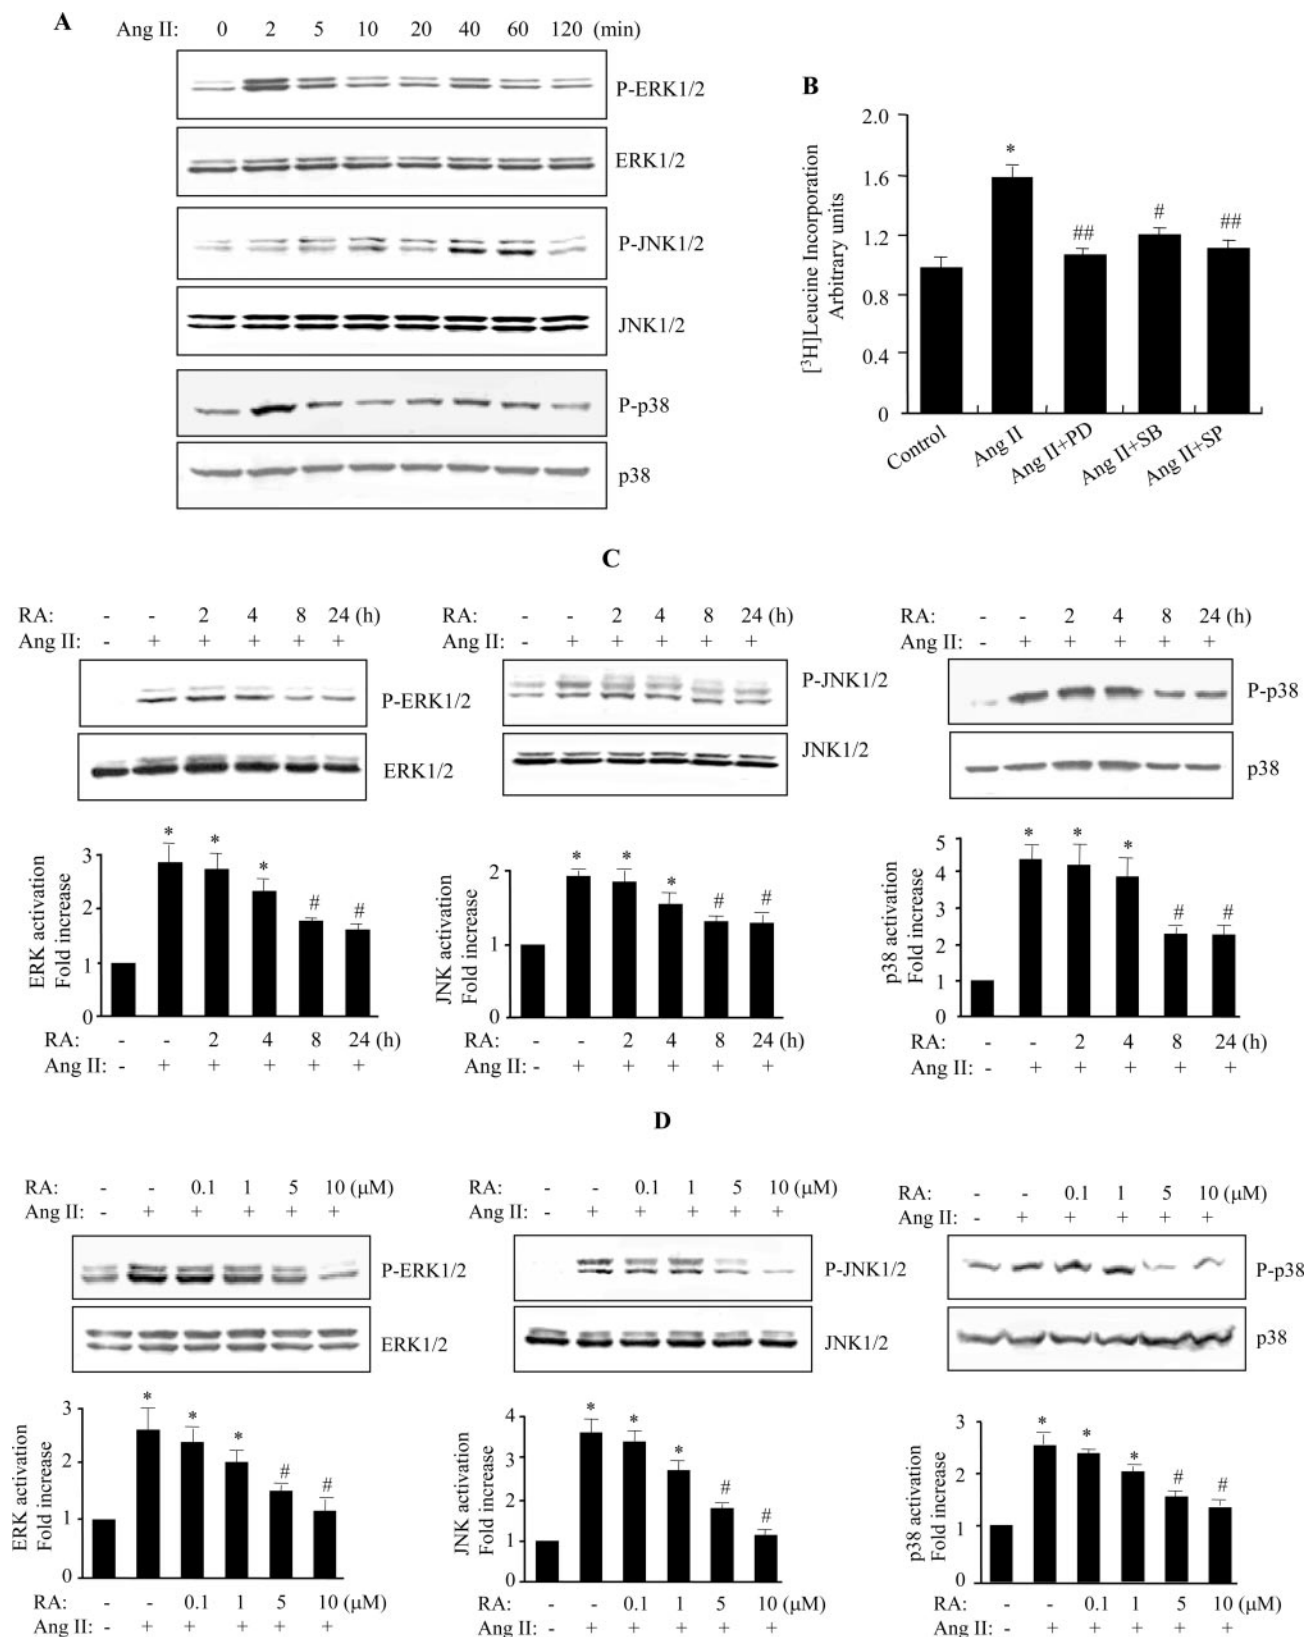 A
Ang II: 0 2 5 10 20 40 60 120 (min)
P-ERK1/2
ERK1/2
P-JNK1/2
JNK1/2
P-p38
p38
B
[³H]Leucine Incorporation
Arbitrary units
2.0
1.6
1.2
0.8
0.4
0
*
##
#
##
Control
Ang II
Ang II+PD
Ang II+SB
Ang II+SP
C
RA: - - 2 4 8 24 (h)
Ang II: - + + + + +
P-ERK1/2
ERK1/2
ERK activation
Fold increase
3
2
1
0
* * * # #
RA: - - 2 4 8 24 (h)
Ang II: - + + + + +
RA: - - 2 4 8 24 (h)
Ang II: - + + + + +
P-JNK1/2
JNK1/2
JNK activation
Fold increase
2
1
0
* * * # #
RA: - - 2 4 8 24 (h)
Ang II: - + + + + +
RA: - - 2 4 8 24 (h)
Ang II: - + + + + +
P-p38
p38
p38 activation
Fold increase
5
4
3
2
1
0
* * * # #
RA: - - 2 4 8 24 (h)
Ang II: - + + + + +
D
RA: - - 0.1 1 5 10 (μM)
Ang II: - + + + + +
P-ERK1/2
ERK1/2
ERK activation
Fold increase
3
2
1
0
* * * # #
RA: - - 0.1 1 5 10 (μM)
Ang II: - + + + + +
RA: - - 0.1 1 5 10 (μM)
Ang II: - + + + + +
P-JNK1/2
JNK1/2
JNK activation
Fold increase
4
3
2
1
0
* * * # #
RA: - - 0.1 1 5 10 (μM)
Ang II: - + + + + +
RA: - - 0.1 1 5 10 (μM)
Ang II: - + + + + +
P-p38
p38
p38 activation
Fold increase
3
2
1
0
* * * # #
RA: - - 0.1 1 5 10 (μM)
Ang II: - + + + + +